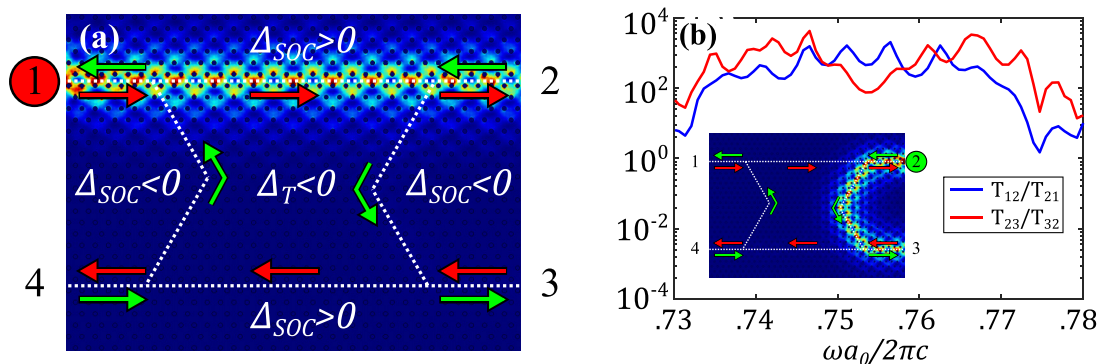 (a)
Δ_SOC>0
1
2
Δ_SOC<0
Δ_T<0
Δ_SOC<0
4
3
Δ_SOC>0
(b)
10^4
10^2
10^0
10^-2
10^-4
1
2
4
3
T_12/T_21
T_23/T_32
.73
.74
.75
.76
.77
.78
ωa_0/2πc